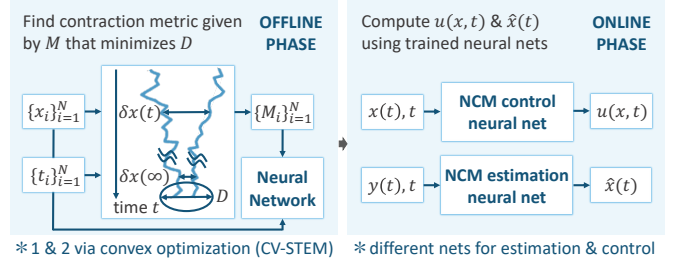 Find contraction metric given OFFLINE
by M that minimizes D PHASE
{x_i}_{i=1}^N
δx(t)
{M_i}_{i=1}^N
{t_i}_{i=1}^N
δx(∞)
D
time t
Neural
Network
* 1 & 2 via convex optimization (CV-STEM)
Compute u(x, t) & x̂(t) ONLINE
using trained neural nets PHASE
x(t), t
NCM control
neural net
u(x, t)
y(t), t
NCM estimation
neural net
x̂(t)
* different nets for estimation & control